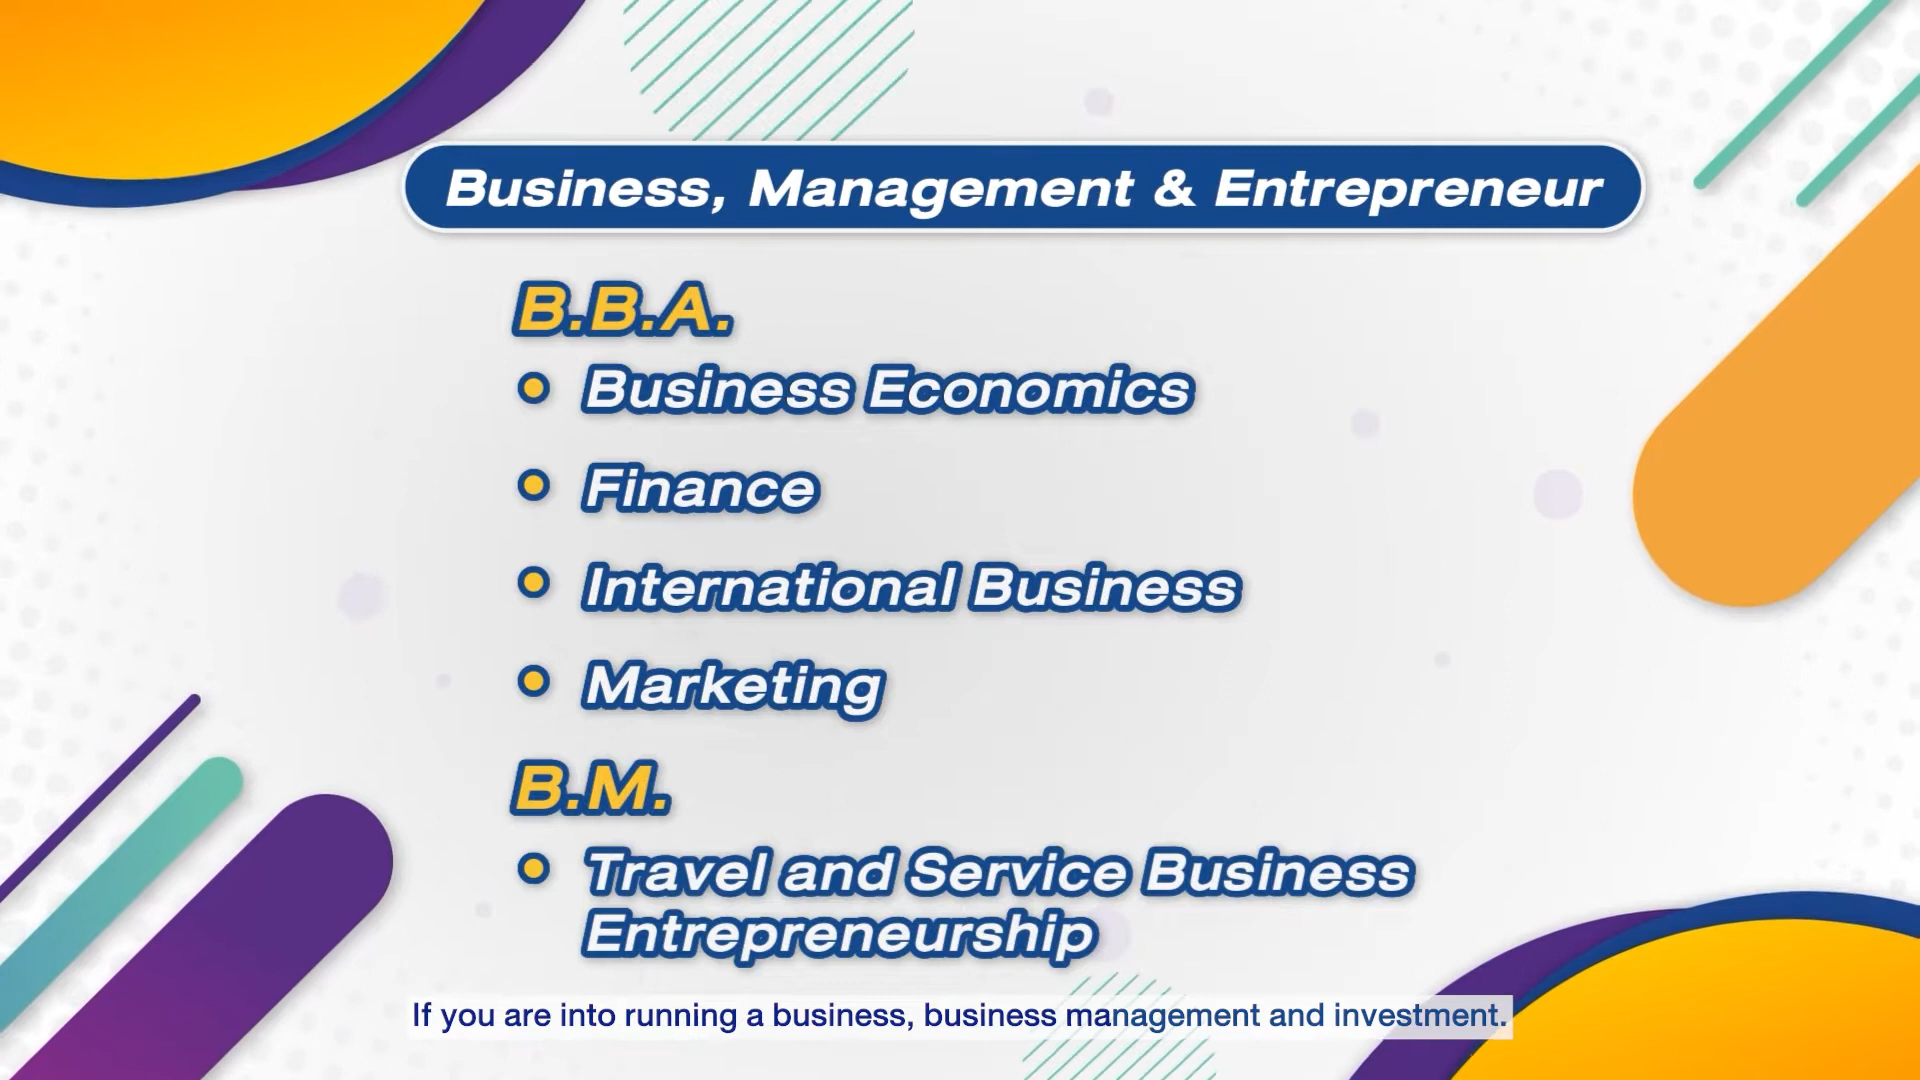 Business, Management & Entrepreneur
B.B.A.
Business Economics
Finance
International Business
Marketing
B.M.
Travel and Service Business
Entrepreneurship
If you are into running a business, business management and investment.